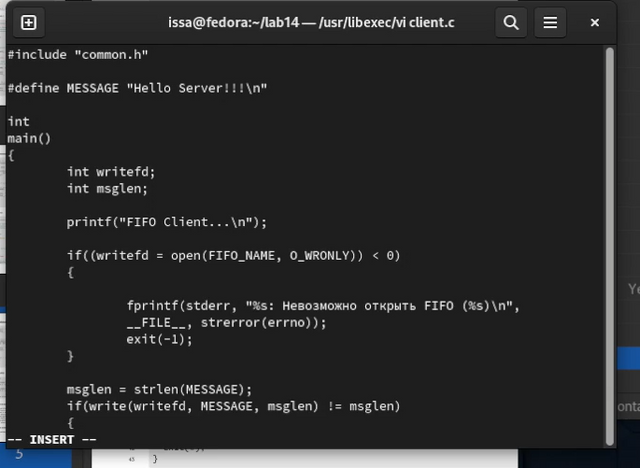 issa@fedora:~/lab14 — /usr/libexec/vi client.c
#include "common.h"
#define MESSAGE "Hello Server!!!\n"
int
main()
{
int writefd;
int msglen;
printf("FIFO Client...\n");
if((writefd = open(FIFO_NAME, O_WRONLY)) < 0)
{
fprintf(stderr, "%s: Невозможно открыть FIFO (%s)\n",
__FILE__, strerror(errno));
exit(-1);
}
msglen = strlen(MESSAGE);
if(write(writefd, MESSAGE, msglen) != msglen)
{
-- INSERT --
5
}